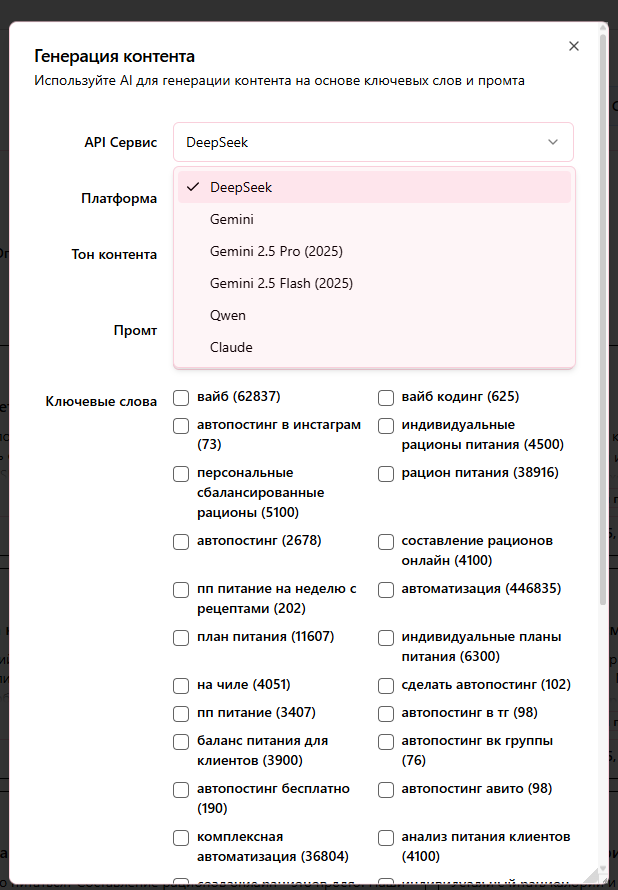 Генерация контента
Используйте AI для генерации контента на основе ключевых слов и промта
API Сервис
DeepSeek
Платформа
DeepSeek
Gemini
Тон контента
Gemini 2.5 Pro (2025)
Gemini 2.5 Flash (2025)
Qwen
Промт
Claude
Ключевые слова
вайб (62837)
вайб кодинг (625)
автопостинг в инстаграм
(73)
индивидуальные
рационы питания (4500)
персональные
сбалансированные
рационы (5100)
рацион питания (38916)
автопостинг (2678)
составление рационов
онлайн (4100)
пп питание на неделю с
рецептами (202)
автоматизация (446835)
план питания (11607)
индивидуальные планы
питания (6300)
на чиле (4051)
сделать автопостинг (102)
пп питание (3407)
автопостинг в тг (98)
баланс питания для
клиентов (3900)
автопостинг вк группы
(76)
автопостинг бесплатно
(190)
автопостинг авито (98)
комплексная
автоматизация (36804)
анализ питания клиентов
(4100)